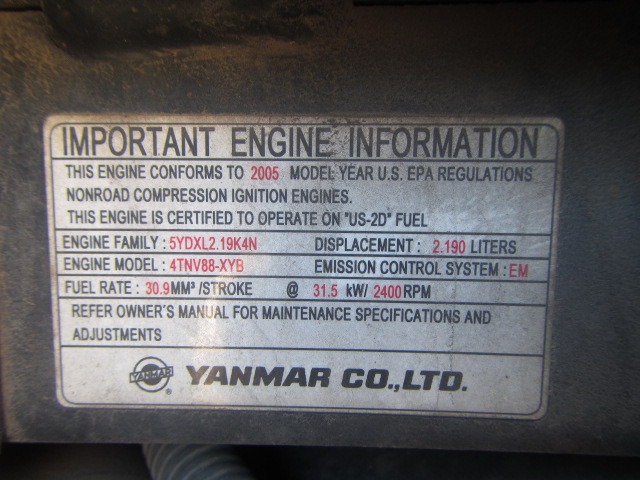 IMPORTANT ENGINE INFORMATION
THIS ENGINE CONFORMS TO 2005 MODEL YEAR U.S. EPA REGULATIONS
NONROAD COMPRESSION IGNITION ENGINES.
THIS ENGINE IS CERTIFIED TO OPERATE ON "US-2D" FUEL
ENGINE FAMILY : 5YDXL2.19K4N DISPLACEMENT : 2.190 LITERS
ENGINE MODEL : 4TNV88-XYB EMISSION CONTROL SYSTEM : EM
FUEL RATE : 30.9MM³/STROKE @ 31.5 kW/ 2400RPM
REFER OWNER'S MANUAL FOR MAINTENANCE SPECIFICATIONS AND
ADJUSTMENTS
YANMAR ® YANMAR CO.,LTD.